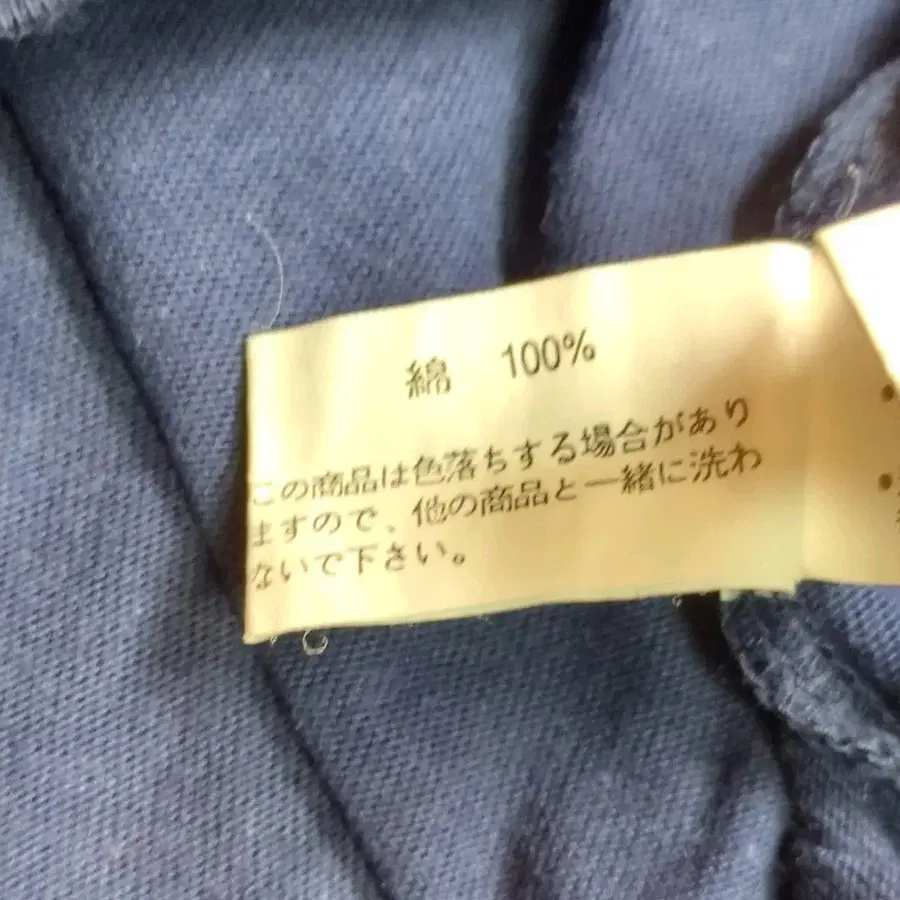 綿 100%
この商品は色落ちする場合があり
ますので、他の商品と一緒に洗わ
ないで下さい。